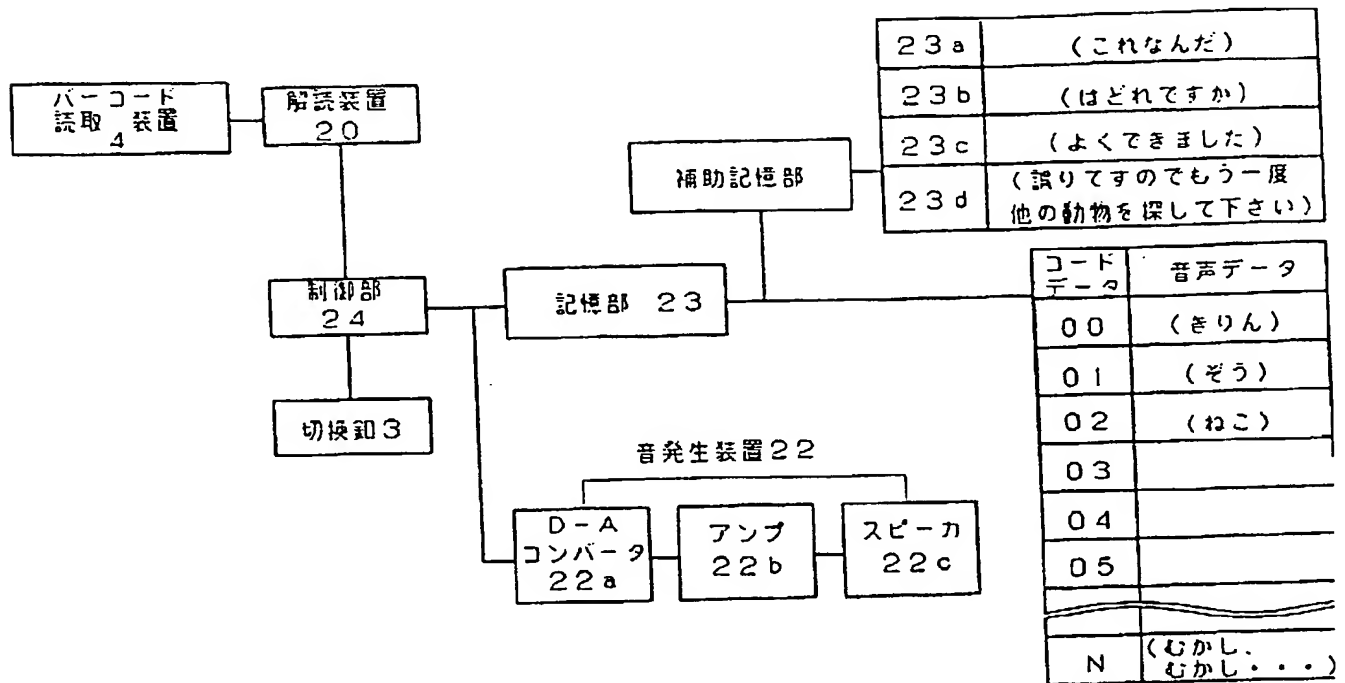 バーコード
読取 装置
4
解読装置
20
制御部
24
切換釦3
記憶部 23
補助記憶部
23a (これなんだ)
23b (はどれですか)
23c (よくできました)
23d (誤りてすのでもう一度
他の動物を探して下さい)
コード
データ 音声データ
00 (きりん)
01 (ぞう)
02 (ねこ)
03
04
05
N (むかし、
むかし・・・)
音発生装置22
D-A
コンバータ
22a
アンプ
22b
スピーカ
22c